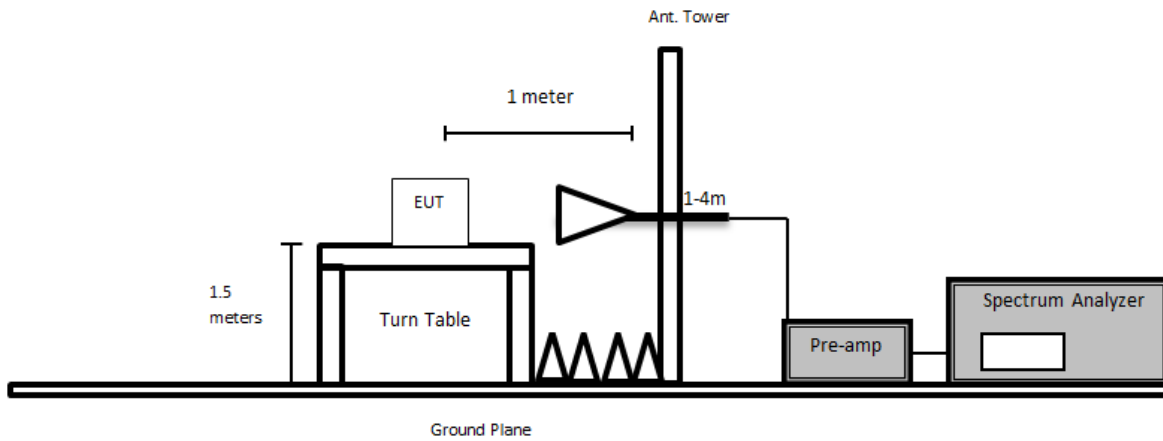 Ant. Tower
1 meter
1-4m
EUT
1.5
meters
Turn Table
Spectrum Analyzer
Pre-amp
Ground Plane